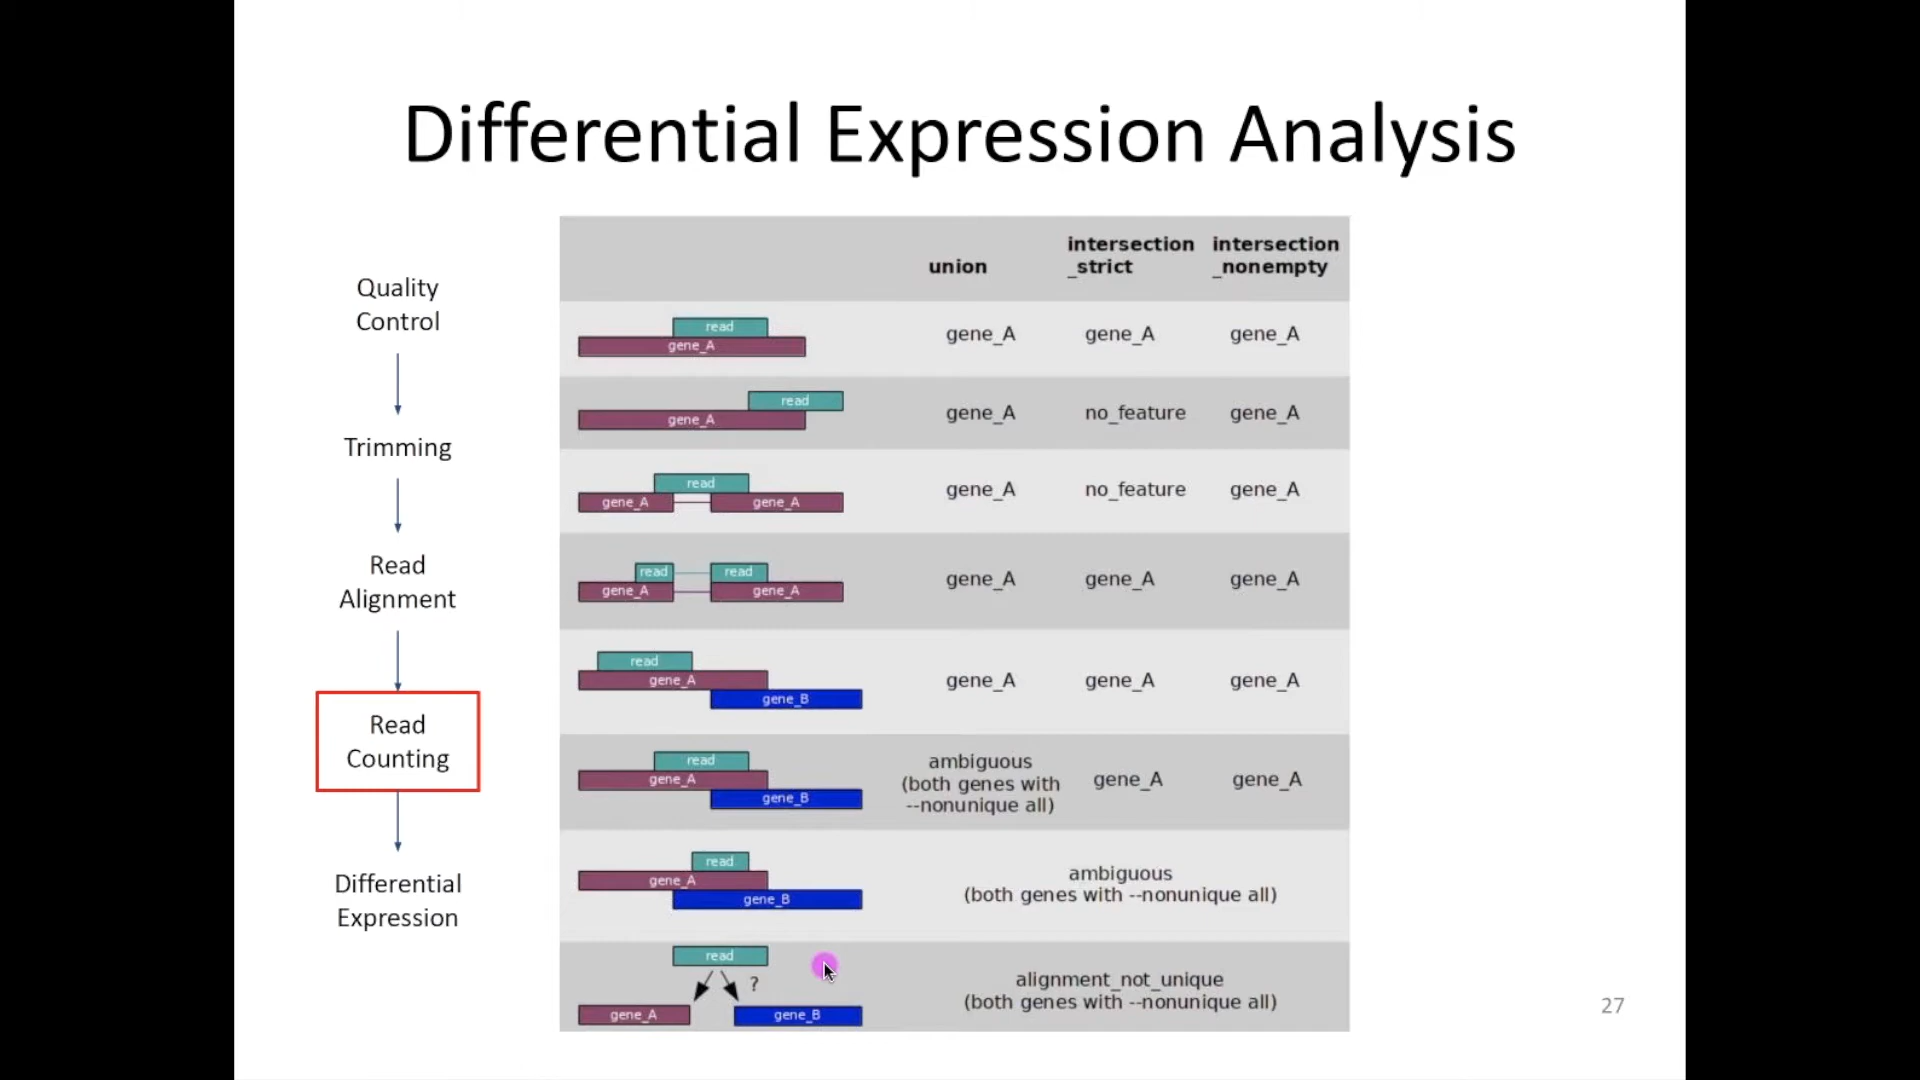 Differential Expression Analysis
Quality
Control
Trimming
Read
Alignment
Read
Counting
Differential
Expression
union
intersection
_strict
intersection
_nonempty
read
gene_A
gene_A
gene_A
gene_A
read
gene_A
gene_A
no_feature
gene_A
read
gene_A
gene_A
gene_A
no_feature
gene_A
read
read
gene_A
gene_A
gene_A
gene_A
gene_A
read
gene_A
gene_B
gene_A
gene_A
gene_A
read
gene_A
gene_B
ambiguous
(both genes with
--nonunique all)
gene_A
gene_A
read
gene_A
gene_B
ambiguous
(both genes with --nonunique all)
read
?
gene_A
gene_B
alignment_not_unique
(both genes with --nonunique all)
27